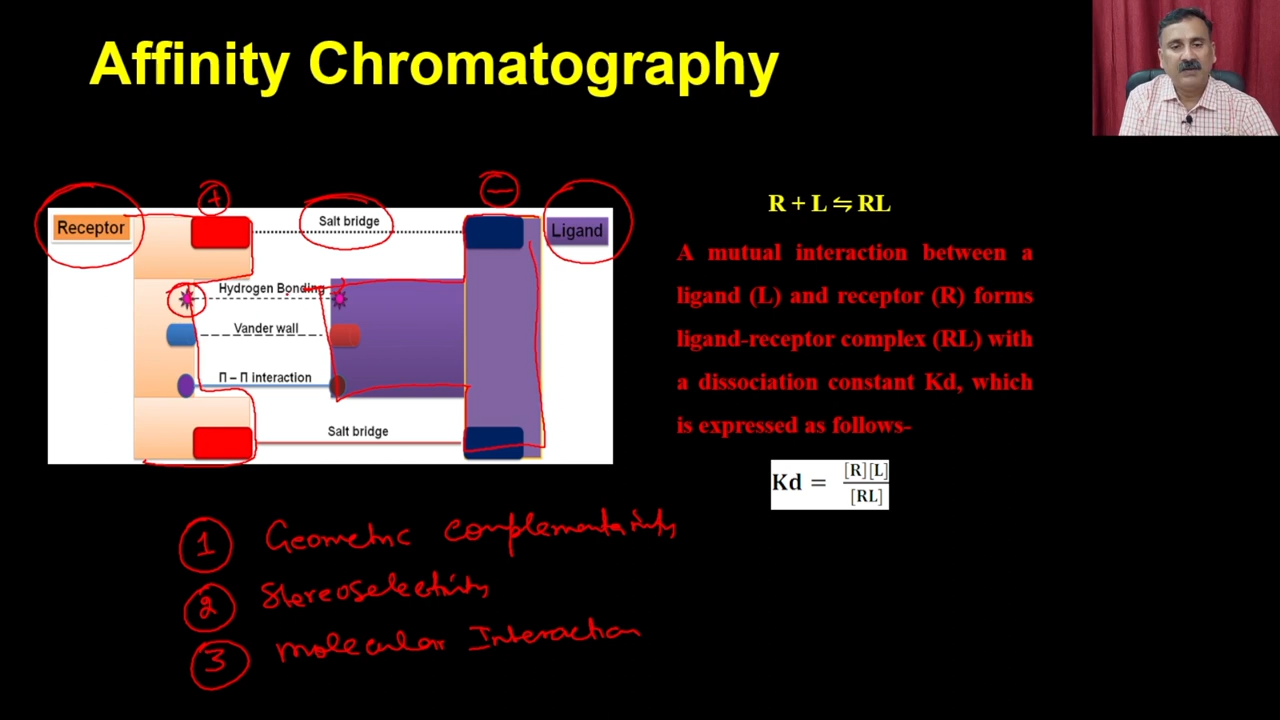 Affinity Chromatography
+
−
Receptor
Salt bridge
Ligand
Hydrogen Bonding
Vander wall
Π – Π interaction
Salt bridge
R + L ⇋ RL
A mutual interaction between a
ligand (L) and receptor (R) forms
ligand-receptor complex (RL) with
a dissociation constant Kd, which
is expressed as follows-
Kd = [R][L]
[RL]
1 Geometric complementarity
2 Stereoselectivity
3 Molecular Interaction